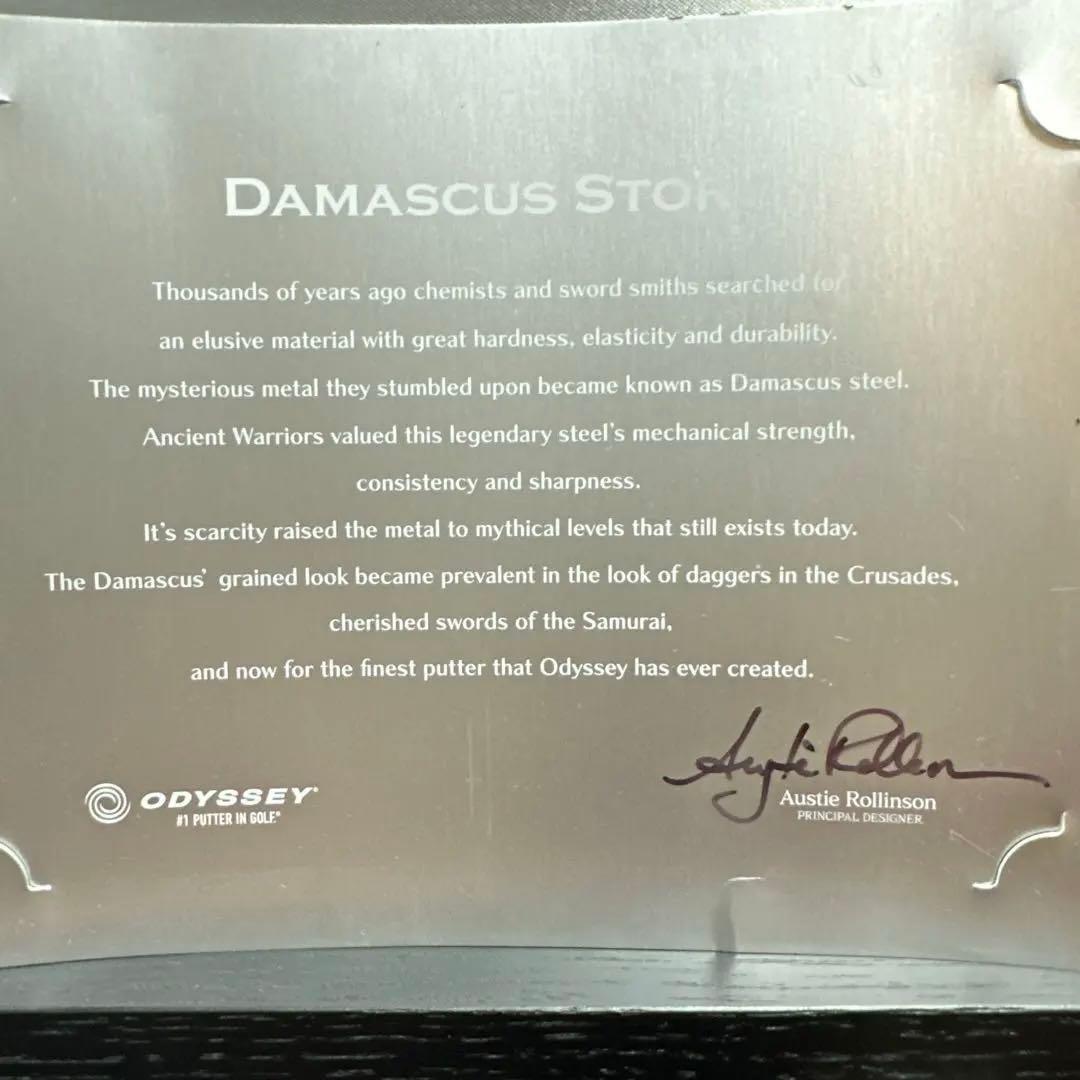 DAMASCUS STOR
Thousands of years ago chemists and sword smiths searched for
an elusive material with great hardness, elasticity and durability.
The mysterious metal they stumbled upon became known as Damascus steel.
Ancient Warriors valued this legendary steel's mechanical strength,
consistency and sharpness.
It's scarcity raised the metal to mythical levels that still exists today.
The Damascus' grained look became prevalent in the look of daggers in the Crusades,
cherished swords of the Samurai,
and now for the finest putter that Odyssey has ever created.
Austie Rollinson
ODYSSEY®
#1 PUTTER IN GOLF®
Austie Rollinson
PRINCIPAL DESIGNER